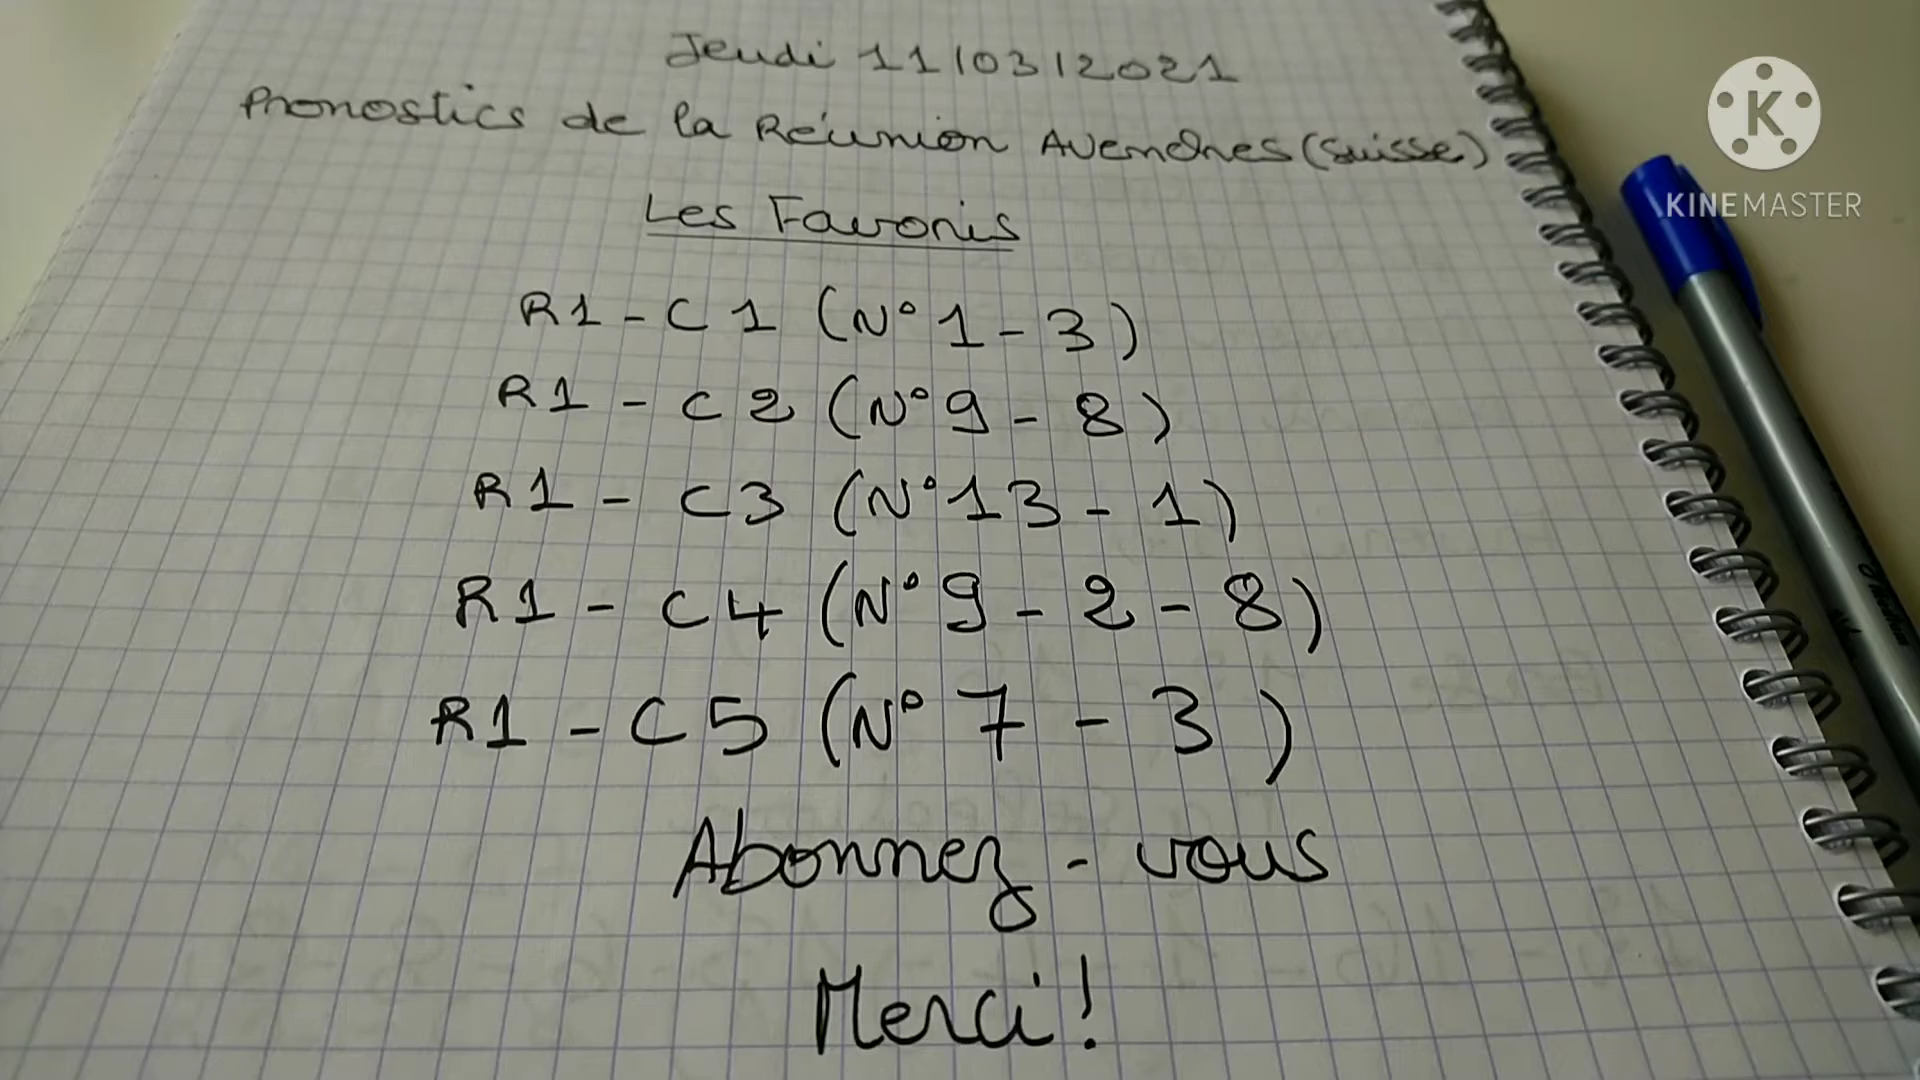 Jeudi 11/03/2021
Pronostics de la Réunion Avendres (Suisse)
Les Favoris
R1 - C1 (N° 1 - 3)
R1 - C2 (N° 9 - 8)
R1 - C3 (N° 13 - 1)
R1 - C4 (N° 9 - 2 - 8)
R1 - C5 (N° 7 - 3)
Abonnez - vous
Merci !
K
KINEMASTER